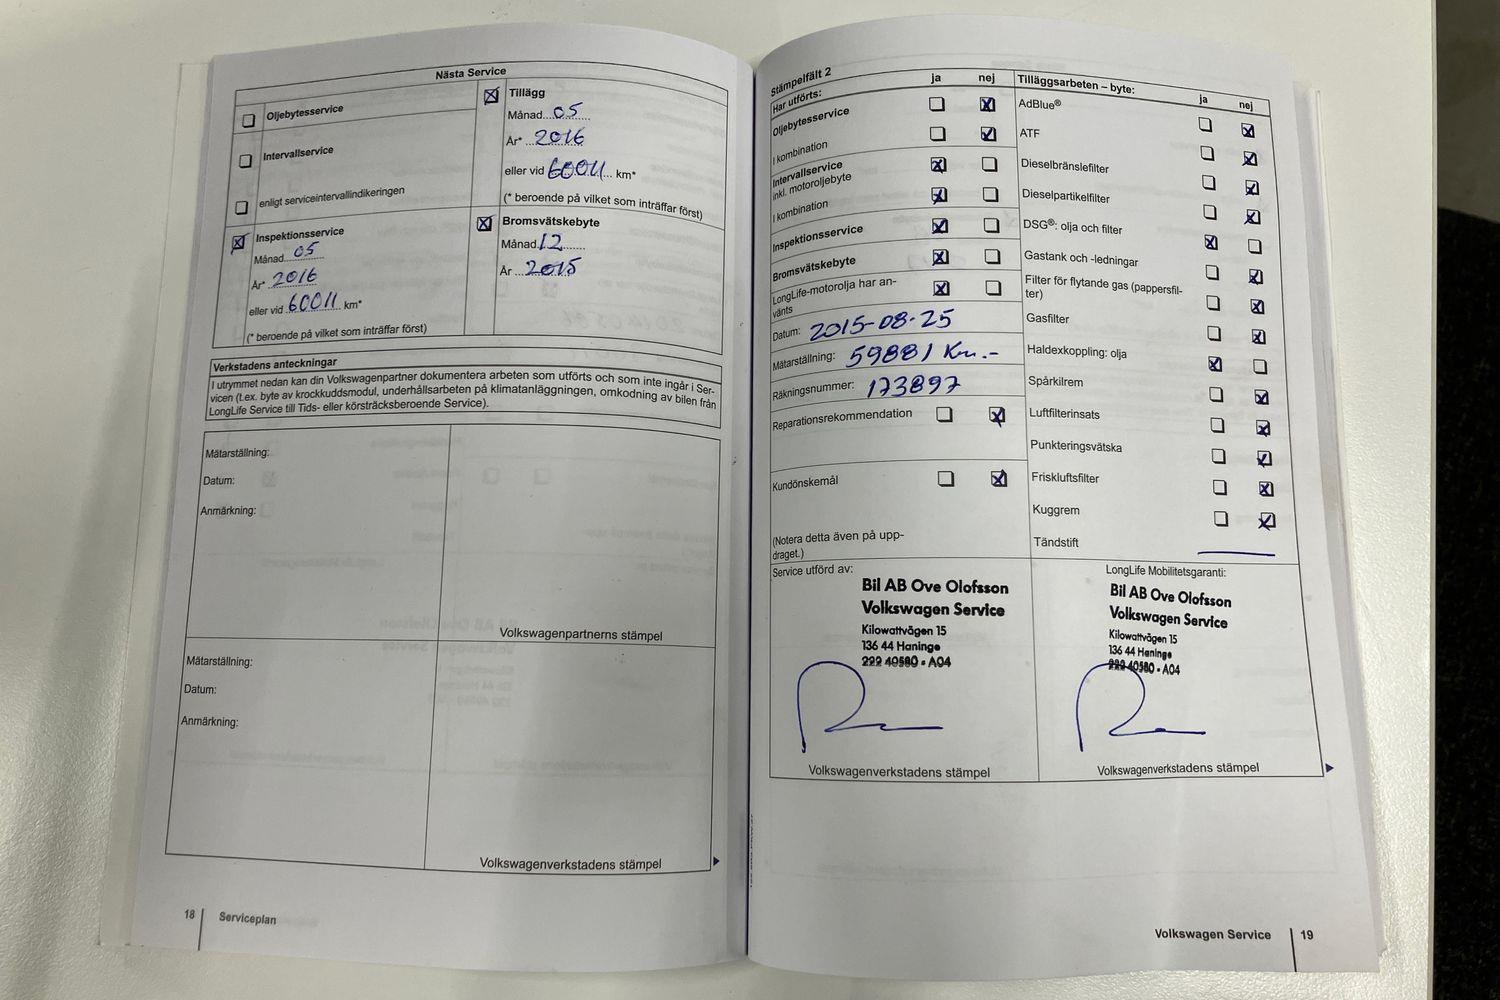 Nästa Service
Oljebytesservice
Intervallservice
enligt serviceintervallindikeringen
Inspektionsservice
Månad 05
År* 2016
eller vid 60011 km*
(* beroende på vilket som inträffar först)
Tillägg
Månad 05
År* 2016
eller vid 60011 km*
(* beroende på vilket som inträffar först)
Bromsvätskebyte
Månad 12
År 2015
Verkstadens anteckningar
I utrymmet nedan kan din Volkswagenpartner dokumentera arbeten som utförts och som inte ingår i Ser-
vicen (t.ex. byte av krockkuddsmodul, underhållsarbeten på klimatanläggningen, omkodning av bilen från
LongLife Service till Tids- eller körsträcksberoende Service).
Mätarställning:
Datum:
Anmärkning:
Volkswagenpartnerns stämpel
Mätarställning:
Datum:
Anmärkning:
Volkswagenverkstadens stämpel
18 Serviceplan
Stämpelfält 2
Har utförts: ja nej
Oljebytesservice
I kombination
Intervallservice
inkl. motoroljebyte
I kombination
Inspektionsservice
Bromsvätskebyte
LongLife-motorolja har an-
vänts
Datum: 2015-08-25
Mätarställning: 59881 Km.-
Räkningsnummer: 173897
Reparationsrekommendation
Kundönskemål
(Notera detta även på upp-
draget.)
Tilläggsarbeten – byte: ja nej
AdBlue®
ATF
Dieselbränslefilter
Dieselpartikelfilter
DSG®: olja och filter
Gastank och -ledningar
Filter för flytande gas (pappersfil-
ter)
Gasfilter
Haldexkoppling: olja
Spårkilrem
Luftfilterinsats
Punkteringsvätska
Friskluftsfilter
Kuggrem
Tändstift
Service utförd av:
Bil AB Ove Olofsson
Volkswagen Service
Kilowattvägen 15
136 44 Haninge
222 40580 - A04
Volkswagenverkstadens stämpel
LongLife Mobilitetsgaranti:
Bil AB Ove Olofsson
Volkswagen Service
Kilowattvägen 15
136 44 Haninge
222 40580 - A04
Volkswagenverkstadens stämpel
Volkswagen Service 19